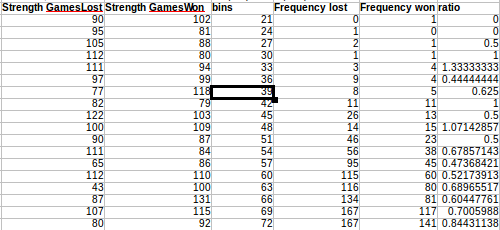 Strength GamesLost Strength GamesWon bins Frequency lost Frequency won ratio
90 102 21 0 1 0
95 81 24 1 0 0
105 88 27 2 1 0.5
112 80 30 1 1 1
111 94 33 3 4 1.33333333
97 99 36 9 4 0.44444444
77 118 39 8 5 0.625
82 79 42 11 11 1
122 103 45 26 13 0.5
100 109 48 14 15 1.07142857
90 87 51 46 23 0.5
111 84 54 56 38 0.67857143
65 86 57 95 45 0.47368421
112 110 60 115 60 0.52173913
43 100 63 116 80 0.68965517
87 131 66 134 81 0.60447761
107 115 69 167 117 0.7005988
80 92 72 167 141 0.84431138